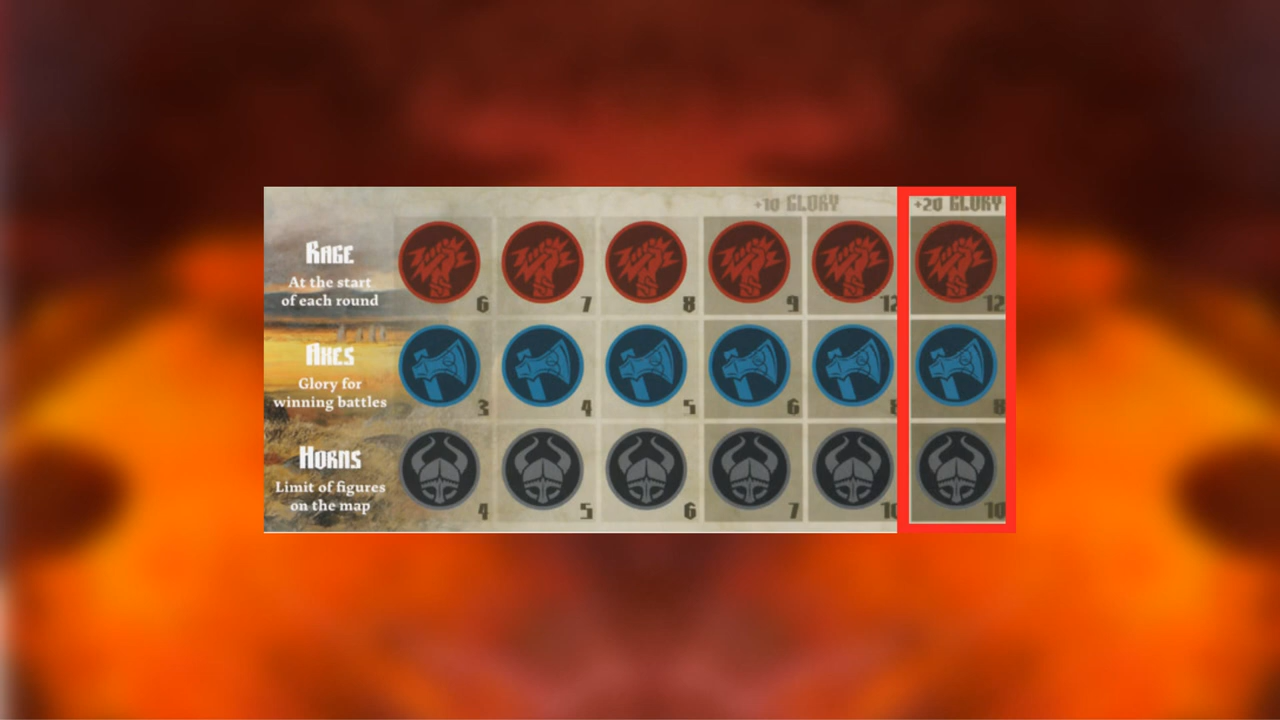 +10 GLORY +20 GLORY
RAGE
At the start
of each round
6 7 8 9 12 12
AXES
Glory for
winning battles
3 4 5 6 8 8
HORNS
Limit of figures
on the map
4 5 6 7 10 10